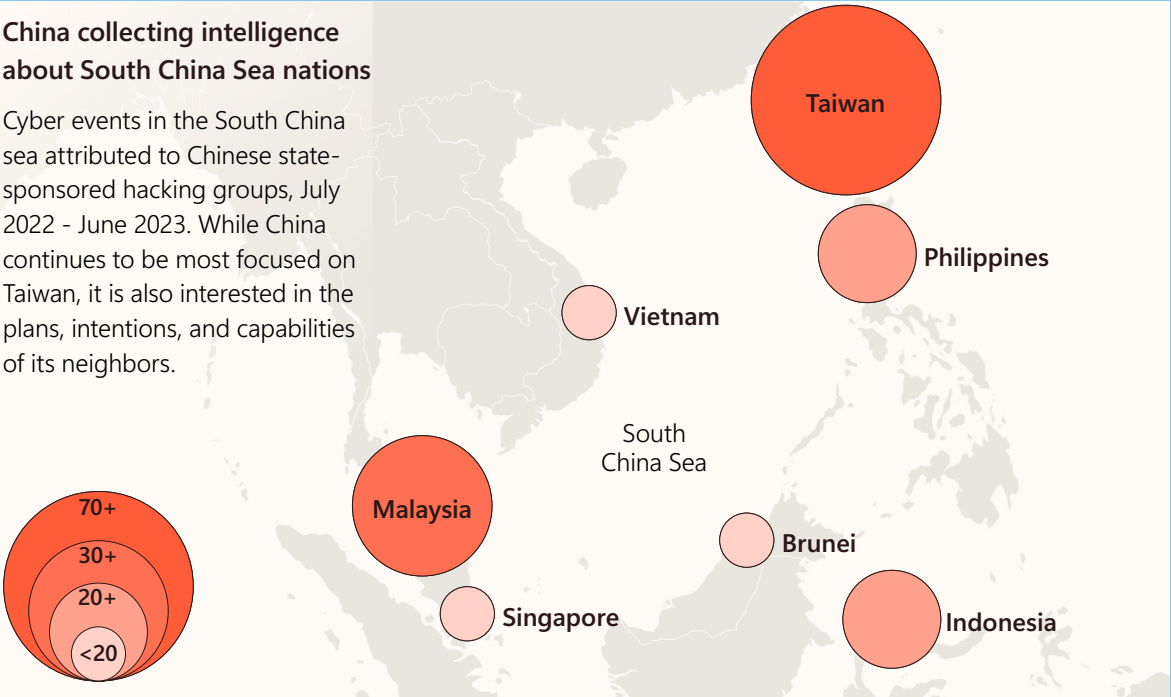 China collecting intelligence
about South China Sea nations
Cyber events in the South China
sea attributed to Chinese state-
sponsored hacking groups, July
2022 - June 2023. While China
continues to be most focused on
Taiwan, it is also interested in the
plans, intentions, and capabilities
of its neighbors.
Taiwan
Philippines
Vietnam
South
China Sea
Malaysia
Brunei
Singapore
Indonesia
70+
30+
20+
<20